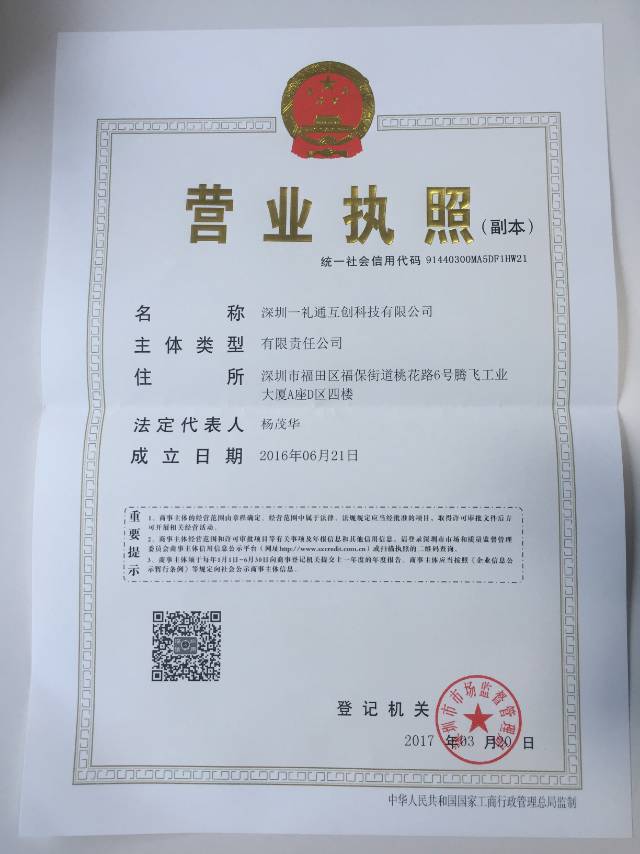 营业执照(副本)
统一社会信用代码 91440300MA5DF1HW21
名 称 深圳一礼通互创科技有限公司
主体类型 有限责任公司
住 所 深圳市福田区福保街道桃花路6号腾飞工业
大厦A座D区四楼
法定代表人 杨茂华
成立日期 2016年06月21日
重要提示
1、商事主体的经营范围由章程确定。经营范围中属于法律、法规规定应当经批准的项目，取得许可审批文件后方
可开展相关经营活动。
2、商事主体经营范围和许可审批项目等有关事项及年报信息和其他信用信息，请登录深圳市市场和质量监督管理
委员会商事主体信用信息公示平台（网址http://www.szcredit.com.cn）或扫描执照的二维码查询。
3、商事主体须于每年1月1日-6月30日向商事登记机关提交上一年度的年度报告。商事主体应当按照《企业信息公
示暂行条例》等规定向社会公示商事主体信息。
登记机关
深圳市市场监督管理局
2017 年 03 月 日
中华人民共和国国家工商行政管理总局监制